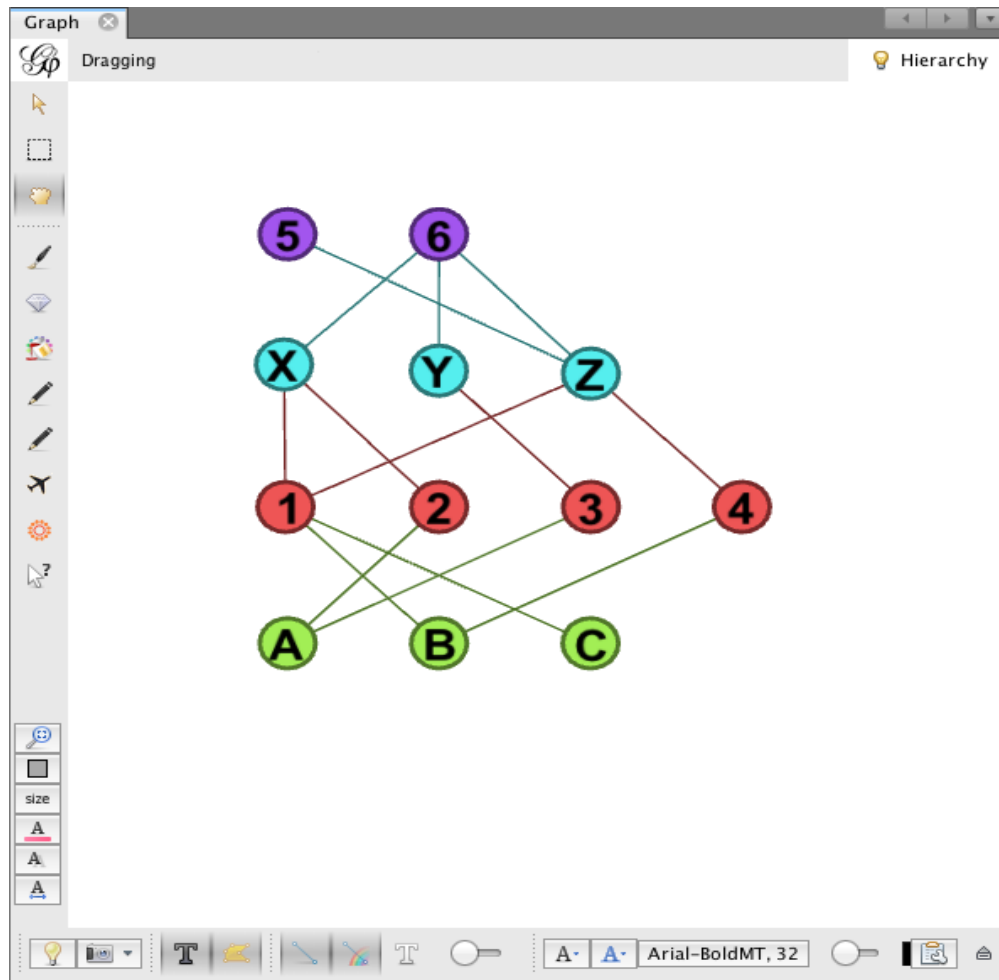 Graph
Dragging
Hierarchy
5 6
X Y Z
1 2 3 4
A B C
size
A
A
A
T T A- A- Arial-BoldMT, 32